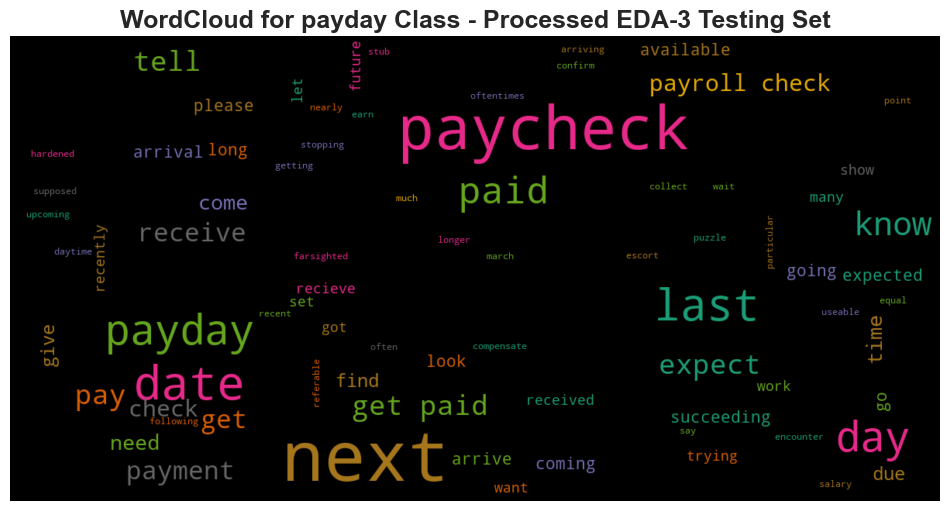 WordCloud for payday Class - Processed EDA-3 Testing Set
tell
future
stub
arriving
available
confirm
let
payroll check
please
nearly
oftentimes
point
earn
paycheck
hardened
arrival
long
stopping
getting
show
supposed
come
much
paid
collect
wait
many
upcoming
receive
know
recently
daytime
longer
puzzle
particular
farsighted
march
escort
going
expected
recieve
set
last
equal
recent
useable
give
payday
got
time
often
compensate
look
expect
date
referable
find
work
pay
check
get
following
get paid
received
go
succeeding
need
say
encounter
day
payment
next
arrive
coming
trying
due
want
salary